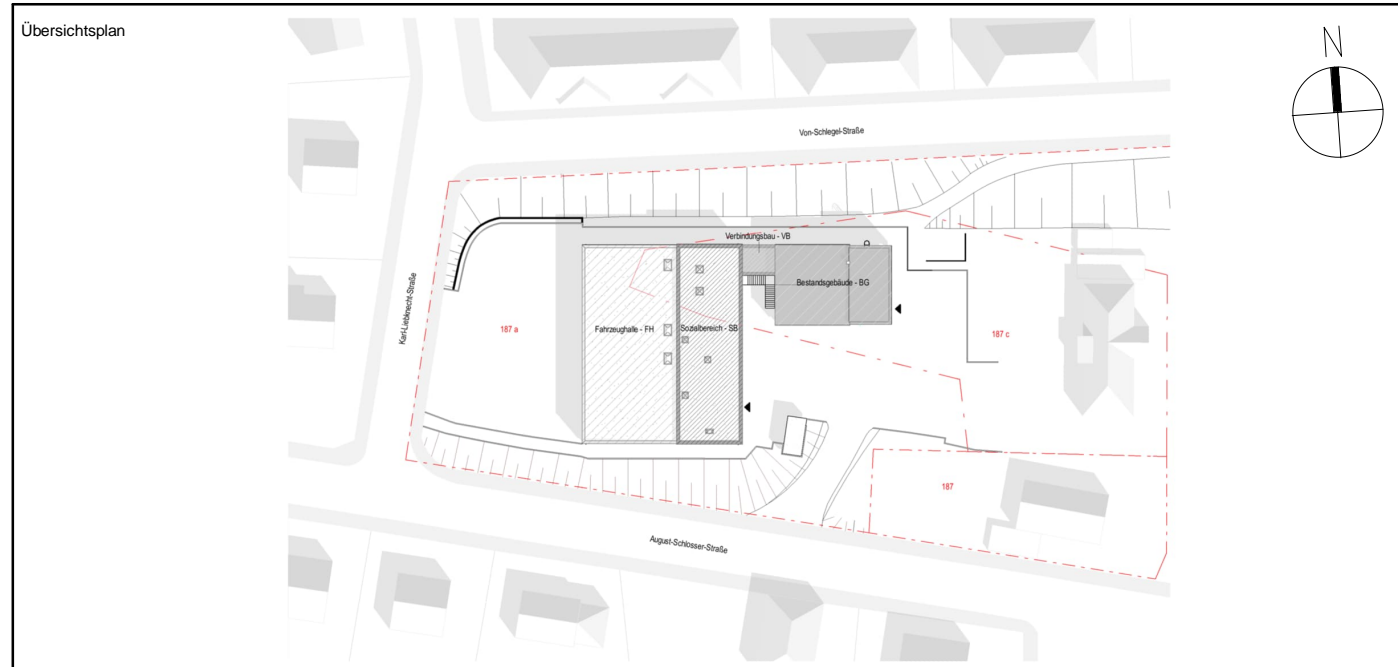 Übersichtsplan
N
Von-Schlegel-Straße
Verbindungsbau - VB
Bestandsgebäude - BG
Karl-Liebknecht-Straße
187 a
Fahrzeughalle - FH
Sozialbereich - SB
187 c
187
August-Schlosser-Straße